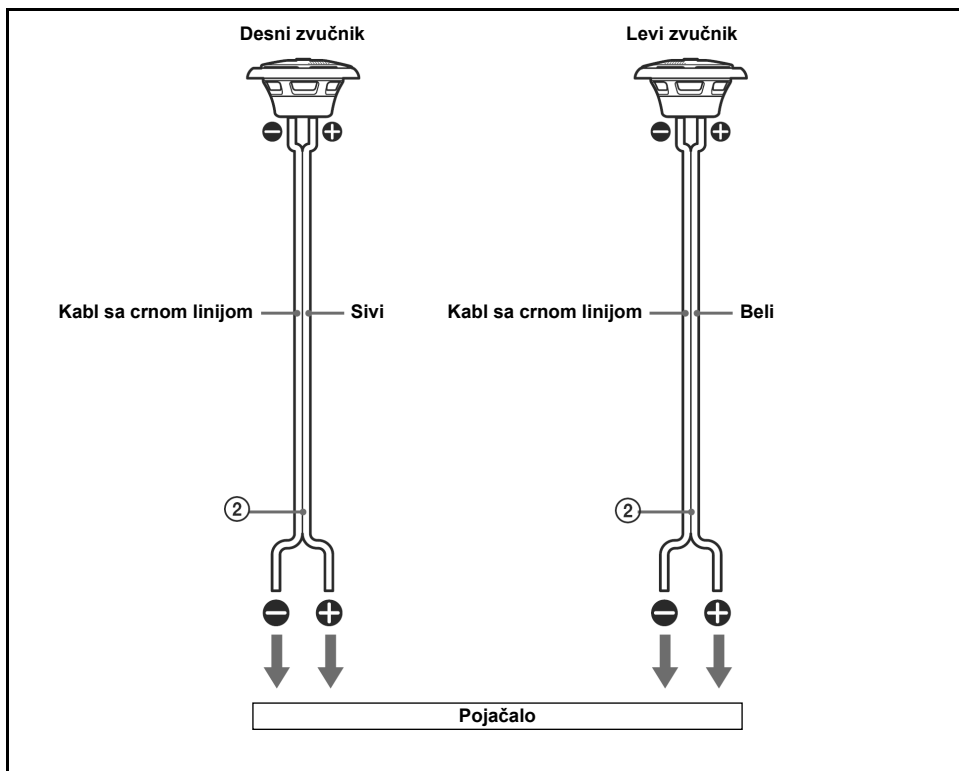 Desni zvučnik
Levi zvučnik
Kabl sa crnom linijom
Sivi
Kabl sa crnom linijom
Beli
2
2
Pojačalo